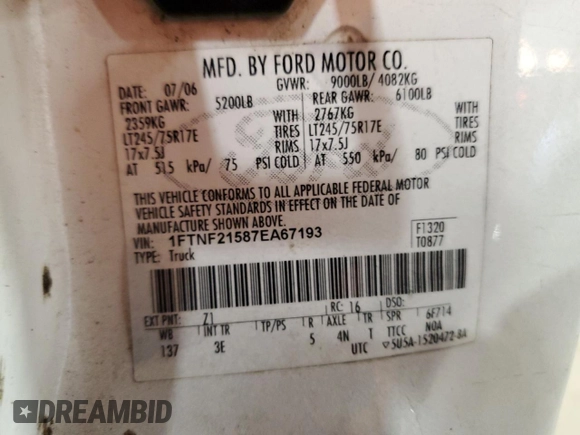 MFD. BY FORD MOTOR CO.
DATE: 07/06 GVWR: 9000LB/ 4082KG
FRONT GAWR: 5200LB REAR GAWR: 6100LB
2359KG WITH 2767KG WITH
LT245/75R17E TIRES LT245/75R17E TIRES
17x7.5J RIMS 17x7.5J RIMS
AT 515 kPa/ 75 PSI COLD AT 550 kPa/ 80 PSI COLD
THIS VEHICLE CONFORMS TO ALL APPLICABLE FEDERAL MOTOR
VEHICLE SAFETY STANDARDS IN EFFECT ON THE DATE OF
MANUFACTURE SHOWN ABOVE.
VIN: 1FTNF21587EA67193 F1320
TYPE: Truck T0877
EXT PNT: Z1 RC: 16 DSO:
WB INT TR TP/PS R AXLE TR SPR 6F714
137 3E 5 4N T TTCC N0A
UTC 5U5A-1520472-BA
DREAMBID